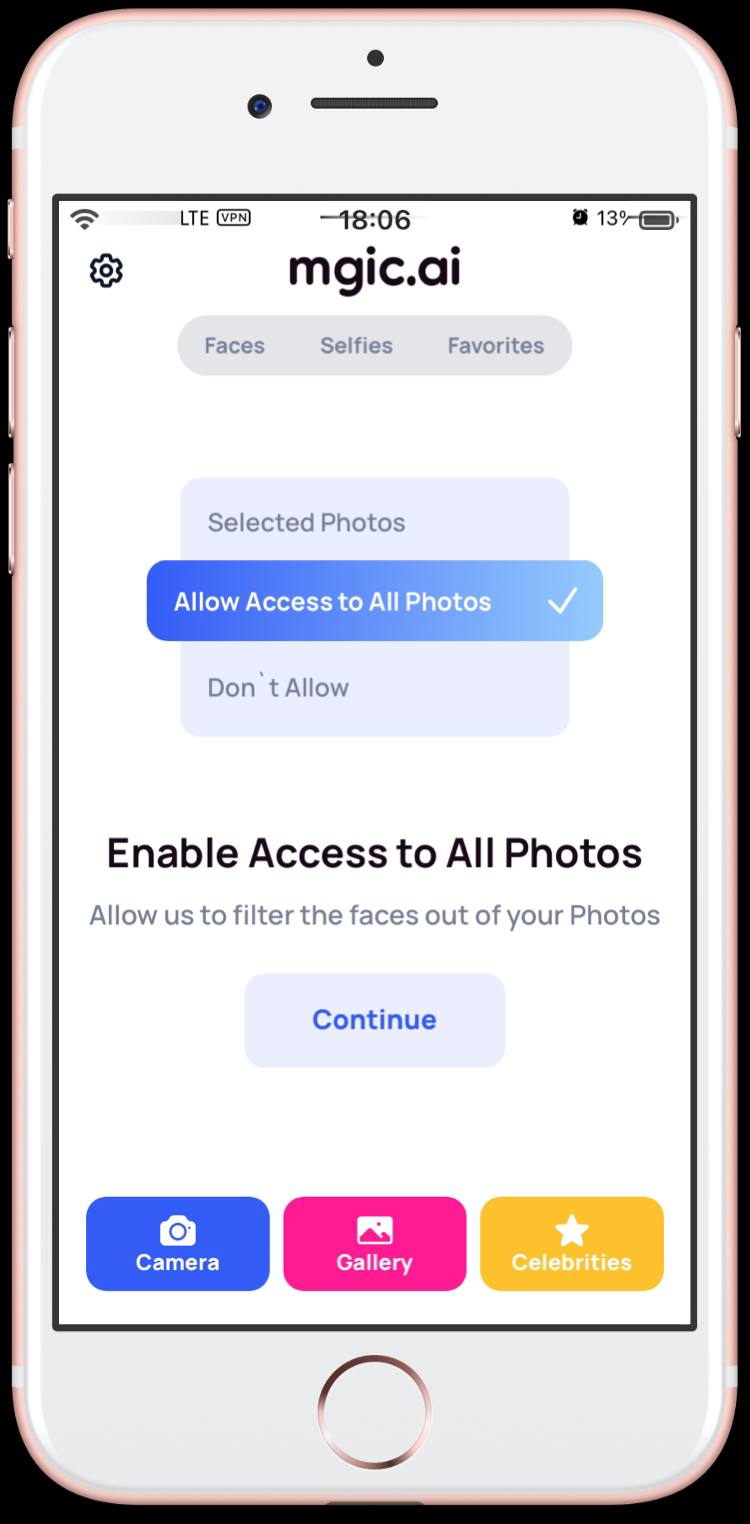 LTE VPN 18:06 13%
mgic.ai
Faces Selfies Favorites
Selected Photos
Allow Access to All Photos
Don`t Allow
Enable Access to All Photos
Allow us to filter the faces out of your Photos
Continue
Camera Gallery Celebrities